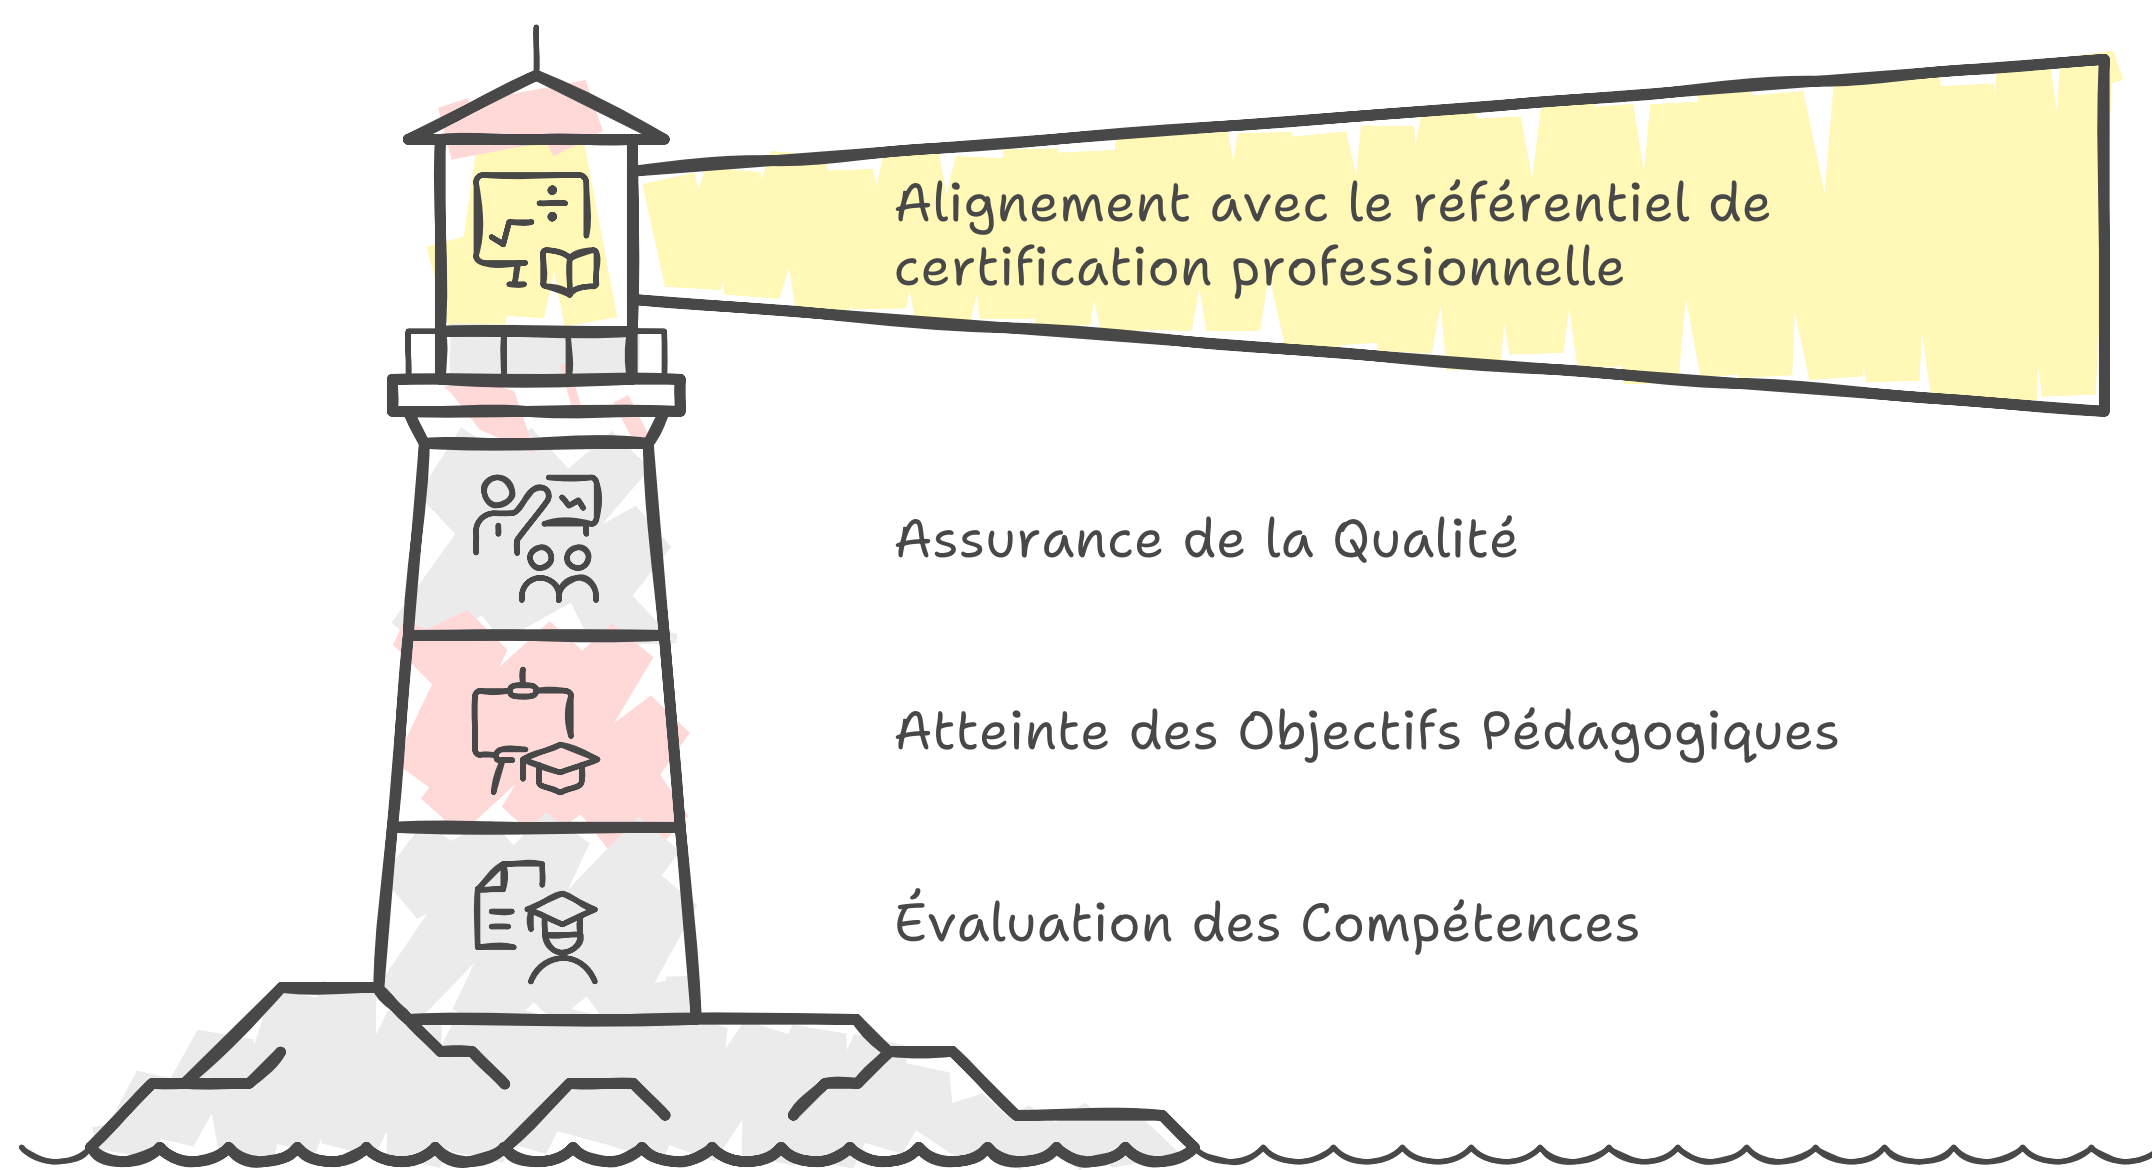 Alignement avec le référentiel de
certification professionnelle
Assurance de la Qualité
Atteinte des Objectifs Pédagogiques
Évaluation des Compétences